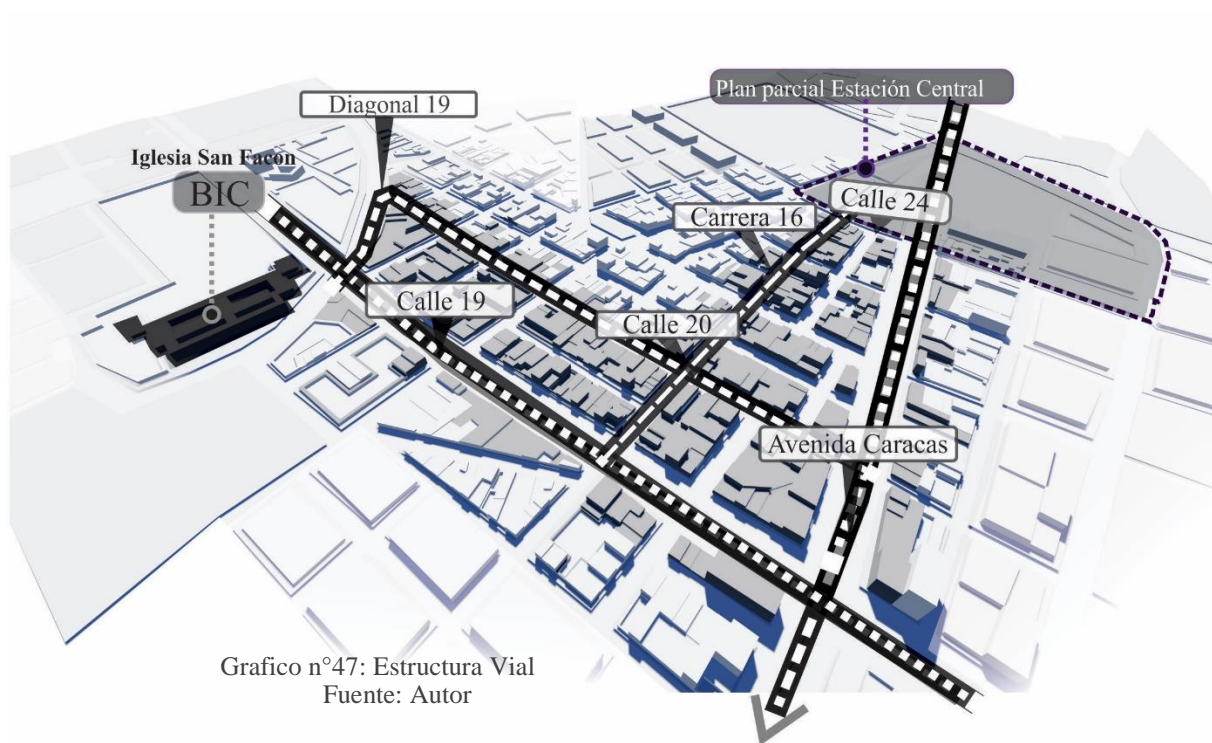 Plan parcial Estación Central
Diagonal 19
Iglesia San Facon
BIC
Calle 24
Carrera 16
Calle 19
Calle 20
Avenida Caracas
Grafico n°47: Estructura Vial
Fuente: Autor